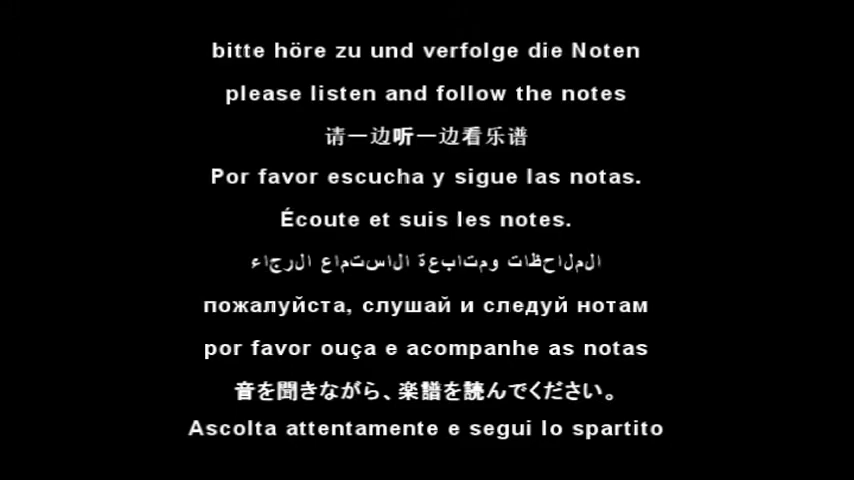 bitte höre zu und verfolge die Noten
please listen and follow the notes
请一边听一边看乐谱
Por favor escucha y sigue las notas.
Écoute et suis les notes.
الملاحظات ومتابعة الاستماع الرجاء
пожалуйста, слушай и следуй нотам
por favor ouça e acompanhe as notas
音を聞きながら、楽譜を読んでください。
Ascolta attentamente e segui lo spartito